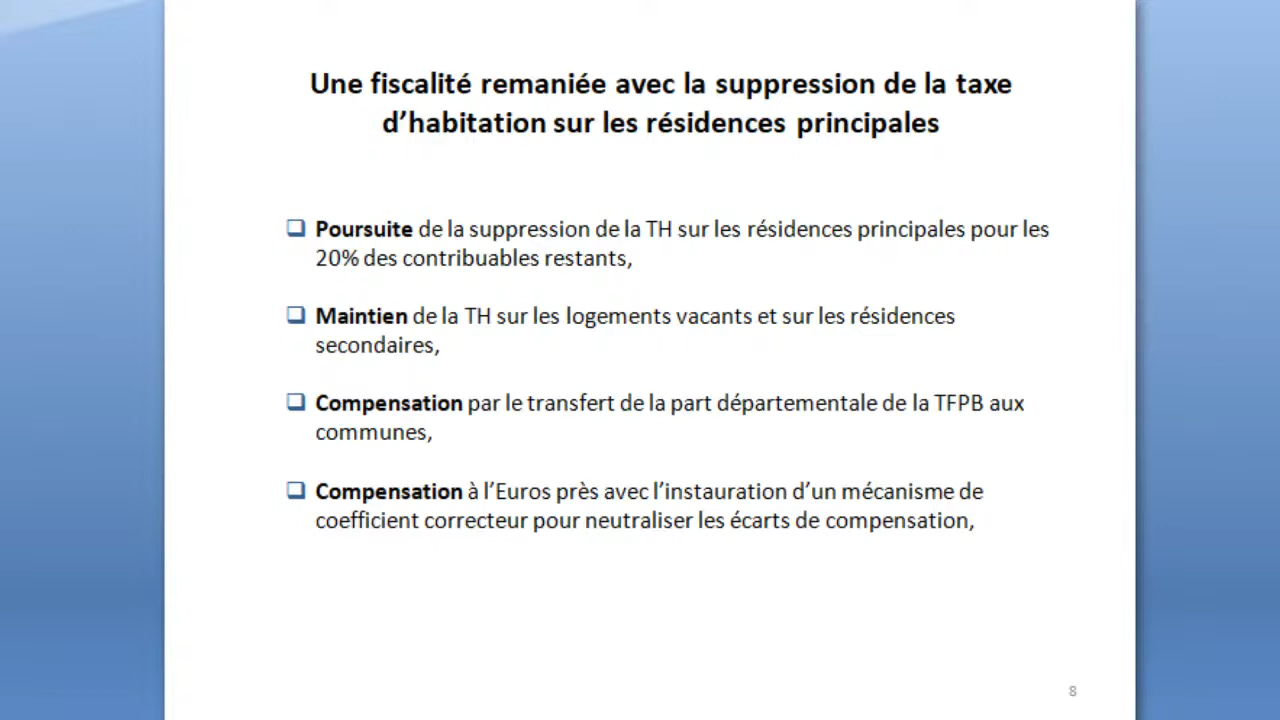 Une fiscalité remaniée avec la suppression de la taxe
d’habitation sur les résidences principales
❑ Poursuite de la suppression de la TH sur les résidences principales pour les
20% des contribuables restants,
❑ Maintien de la TH sur les logements vacants et sur les résidences
secondaires,
❑ Compensation par le transfert de la part départementale de la TFPB aux
communes,
❑ Compensation à l’Euros près avec l’instauration d’un mécanisme de
coefficient correcteur pour neutraliser les écarts de compensation,
8